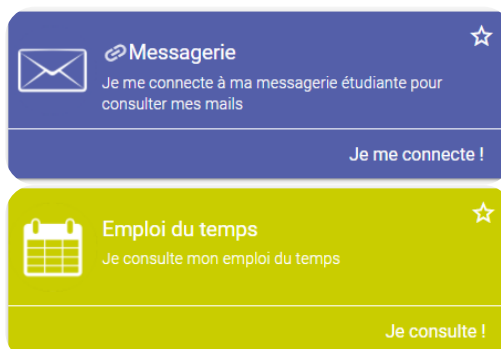 Messagerie
Je me connecte à ma messagerie étudiante pour
consulter mes mails
Je me connecte !
Emploi du temps
Je consulte mon emploi du temps
Je consulte !